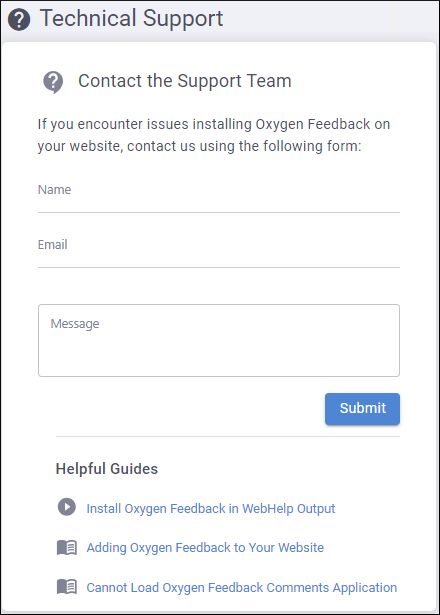 Technical Support
Contact the Support Team
If you encounter issues installing Oxygen Feedback on
your website, contact us using the following form:
Name
Email
Message
Submit
Helpful Guides
Install Oxygen Feedback in WebHelp Output
Adding Oxygen Feedback to Your Website
Cannot Load Oxygen Feedback Comments Application